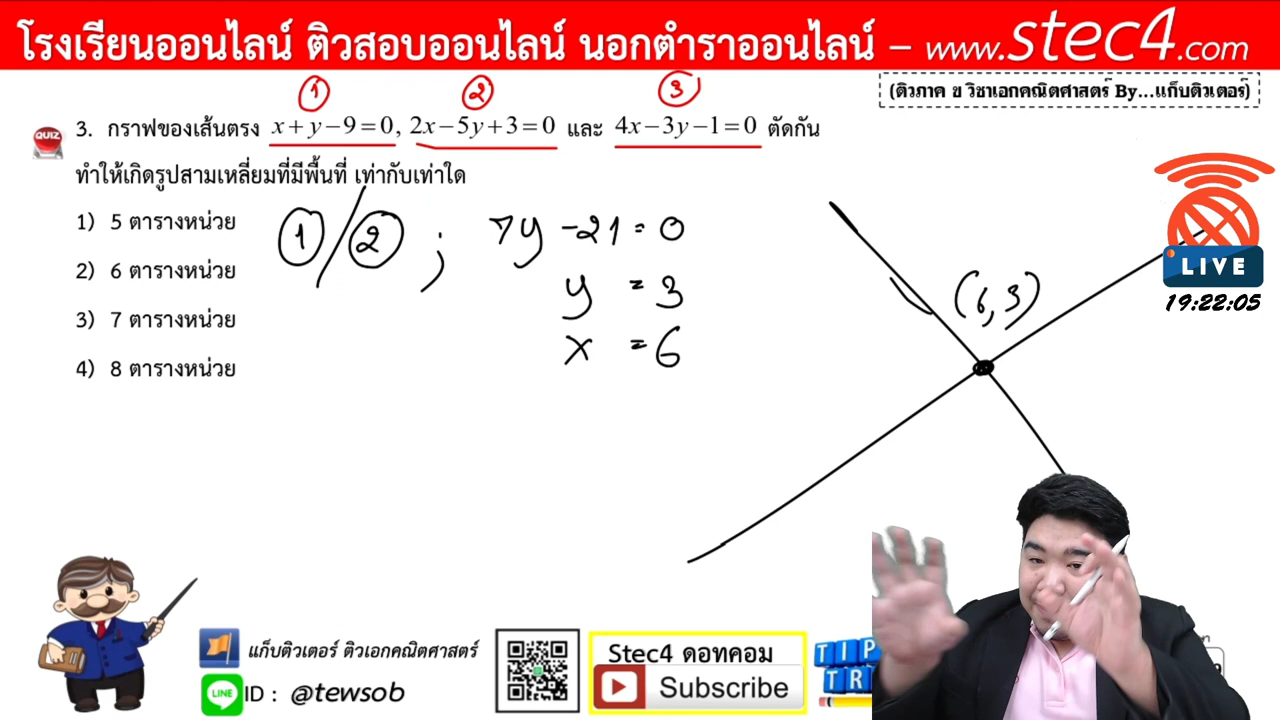 โรงเรียนออนไลน์ ติวสอบออนไลน์ นอกตำราออนไลน์ – www.stec4.com
(ติวภาค ข วิชาเอกคณิตศาสตร์ By...แก็บติวเตอร์)
1 2 3
QUIZ
3. กราฟของเส้นตรง x+y−9=0, 2x−5y+3=0 และ 4x−3y−1=0 ตัดกัน
ทำให้เกิดรูปสามเหลี่ยมที่มีพื้นที่ เท่ากับเท่าใด
1) 5 ตารางหน่วย
2) 6 ตารางหน่วย
3) 7 ตารางหน่วย
4) 8 ตารางหน่วย
1 / 2 ; 7y -21 = 0
y = 3
x = 6
(6,3)
LIVE
19:22:05
แก็บติวเตอร์ ติวเอกคณิตศาสตร์
LINE ID : @tewsob
Stec4 ดอทคอม
Subscribe